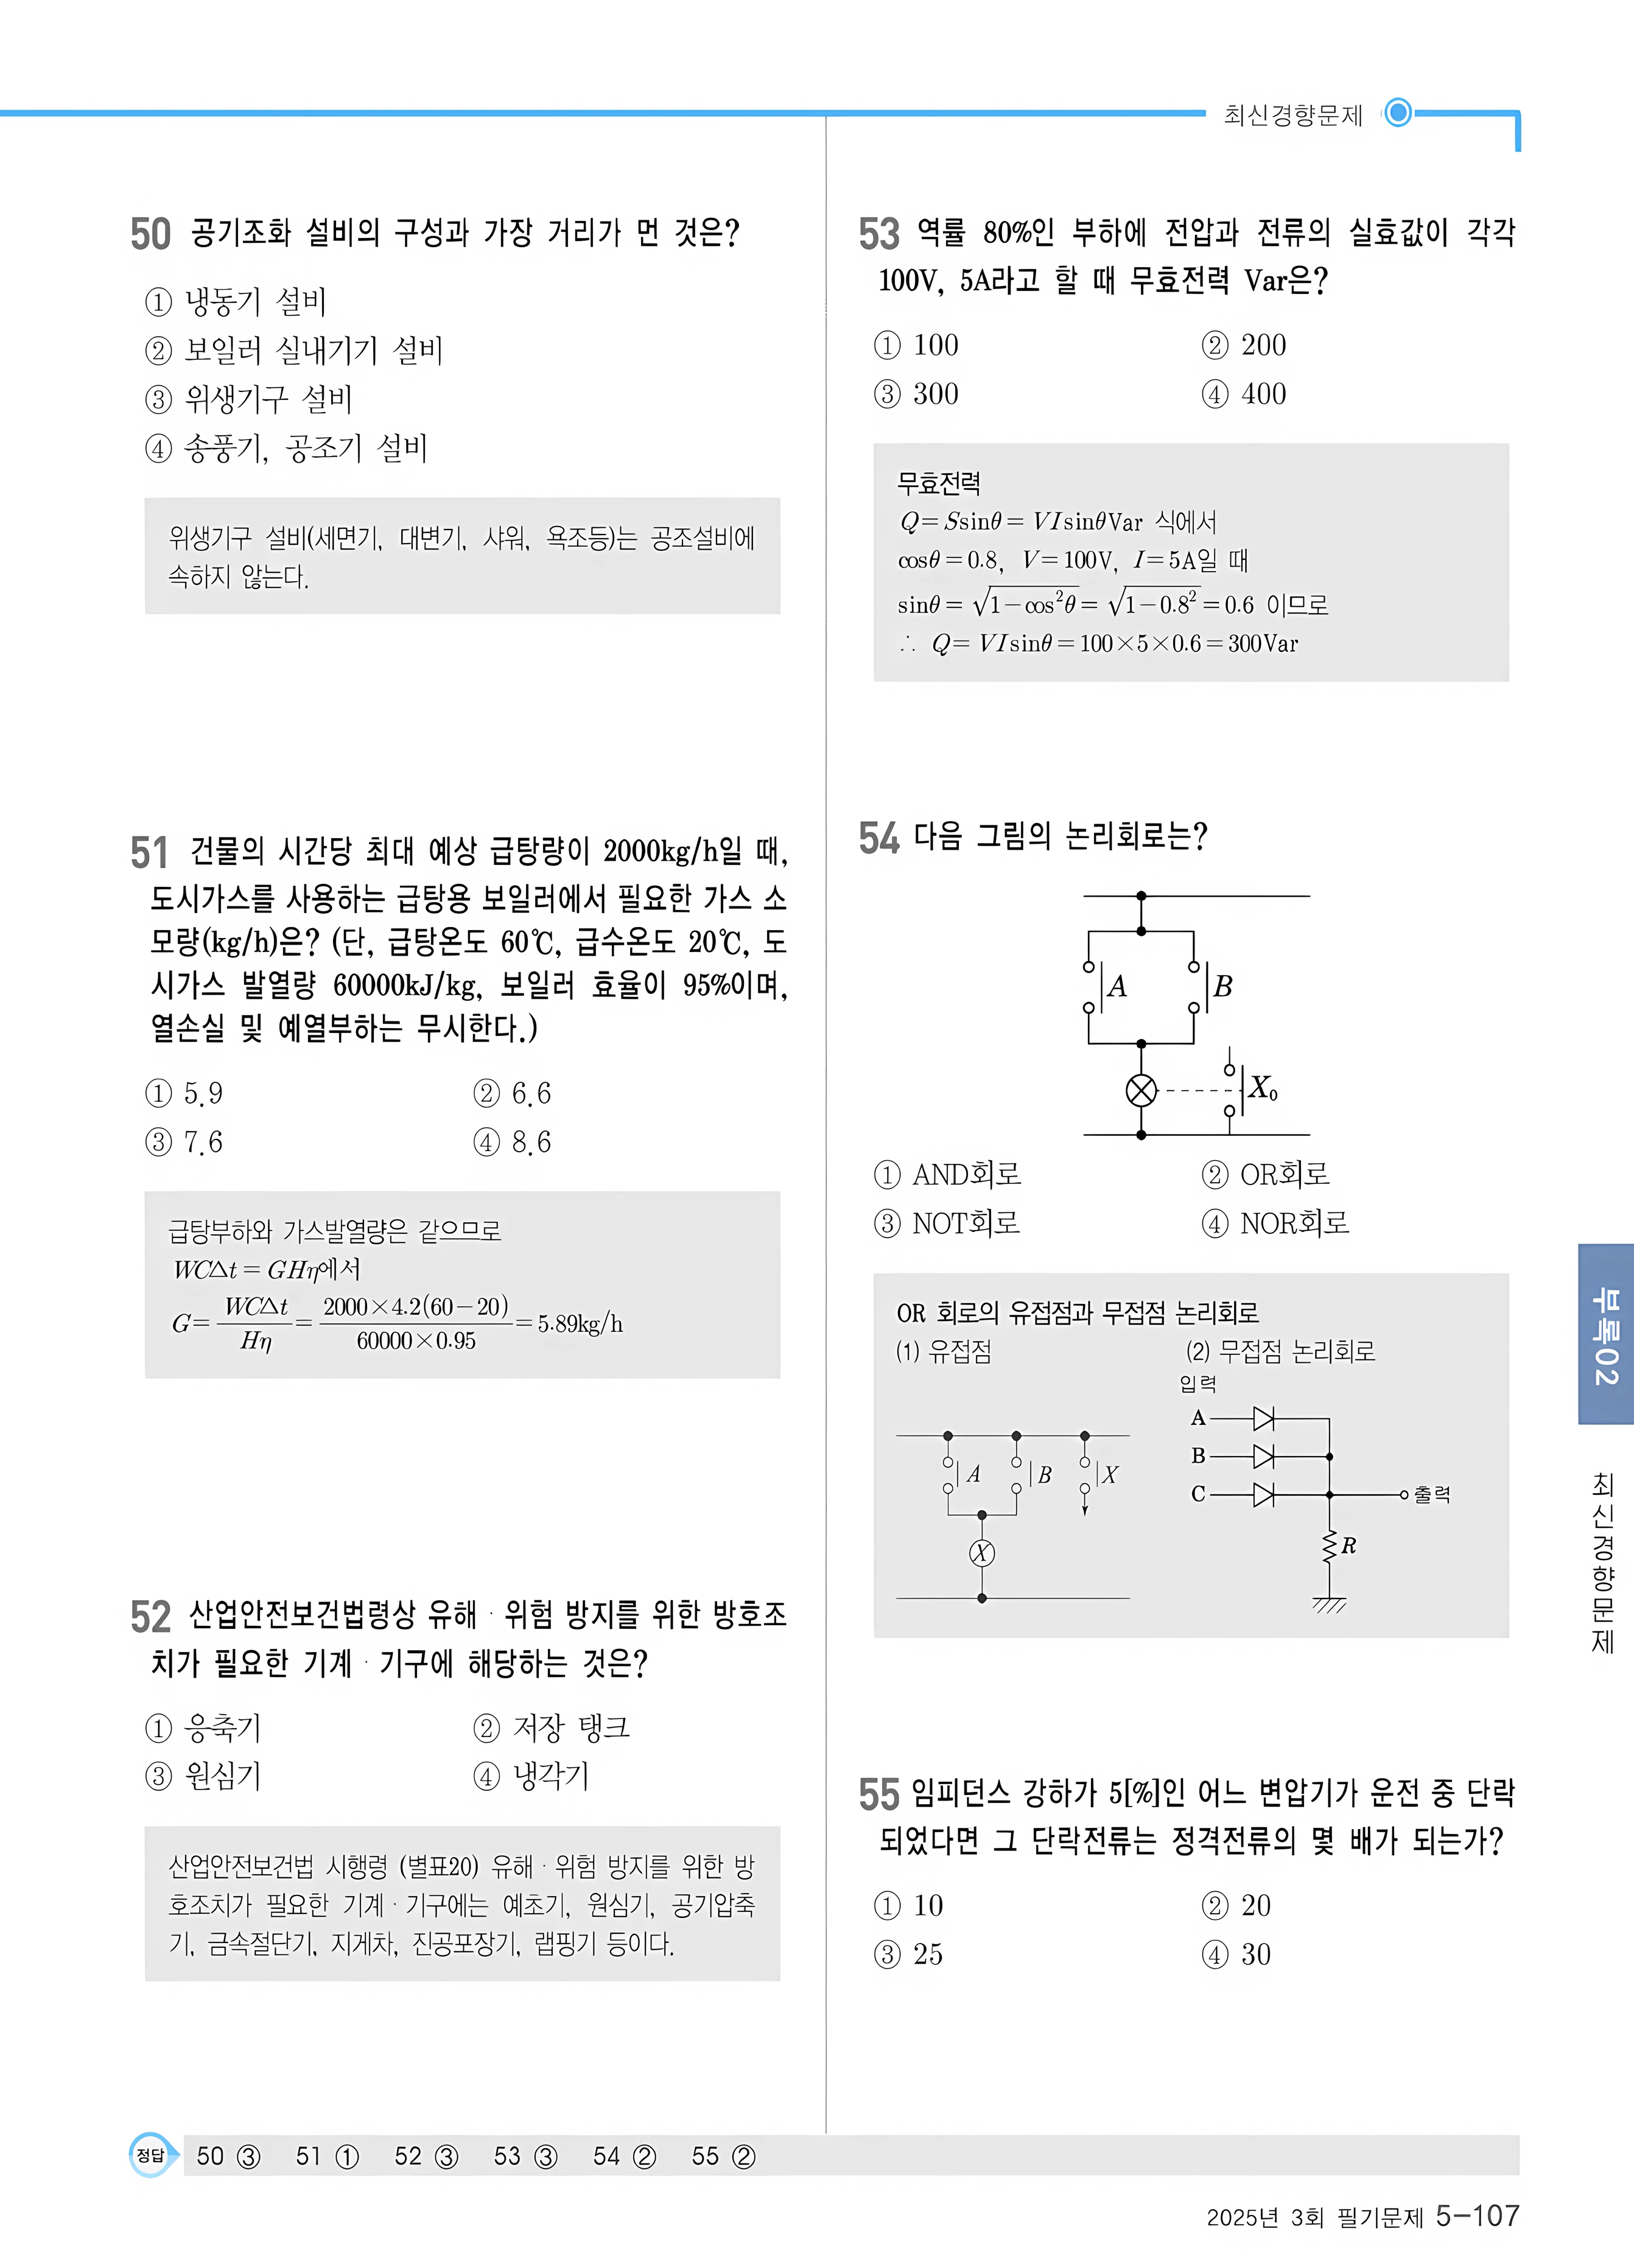 최신경향문제
50 공기조화 설비의 구성과 가장 거리가 먼 것은?
① 냉동기 설비
② 보일러 실내기기 설비
③ 위생기구 설비
④ 송풍기, 공조기 설비
위생기구 설비(세면기, 대변기, 샤워, 욕조등)는 공조설비에
속하지 않는다.
51 건물의 시간당 최대 예상 급탕량이 2000kg/h일 때,
도시가스를 사용하는 급탕용 보일러에서 필요한 가스 소
모량(kg/h)은? (단, 급탕온도 60℃, 급수온도 20℃, 도
시가스 발열량 60000kJ/kg, 보일러 효율이 95%이며,
열손실 및 예열부하는 무시한다.)
① 5.9 ② 6.6
③ 7.6 ④ 8.6
급탕부하와 가스발열량은 같으므로
WC△t = GHη에서
G = WC△t / Hη = 2000×4.2(60−20) / 60000×0.95 = 5.89kg/h
52 산업안전보건법령상 유해 · 위험 방지를 위한 방호조
치가 필요한 기계 · 기구에 해당하는 것은?
① 응축기 ② 저장 탱크
③ 원심기 ④ 냉각기
산업안전보건법 시행령 (별표20) 유해 · 위험 방지를 위한 방
호조치가 필요한 기계 · 기구에는 예초기, 원심기, 공기압축
기, 금속절단기, 지게차, 진공포장기, 랩핑기 등이다.
53 역률 80%인 부하에 전압과 전류의 실효값이 각각
100V, 5A라고 할 때 무효전력 Var은?
① 100 ② 200
③ 300 ④ 400
무효전력
Q = Ssinθ = VIsinθVar 식에서
cosθ = 0.8, V = 100V, I = 5A일 때
sinθ = √1−cos²θ = √1−0.8² = 0.6 이므로
∴ Q = VIsinθ = 100×5×0.6 = 300Var
54 다음 그림의 논리회로는?
A B
X₀
① AND회로 ② OR회로
③ NOT회로 ④ NOR회로
OR 회로의 유접점과 무접점 논리회로
(1) 유접점 (2) 무접점 논리회로
입력
A
B
C 출력
A B X
R
X
55 임피던스 강하가 5[%]인 어느 변압기가 운전 중 단락
되었다면 그 단락전류는 정격전류의 몇 배가 되는가?
① 10 ② 20
③ 25 ④ 30
부록02
최신경향문제
정답 50 ③ 51 ① 52 ③ 53 ③ 54 ② 55 ②
2025년 3회 필기문제 5-107